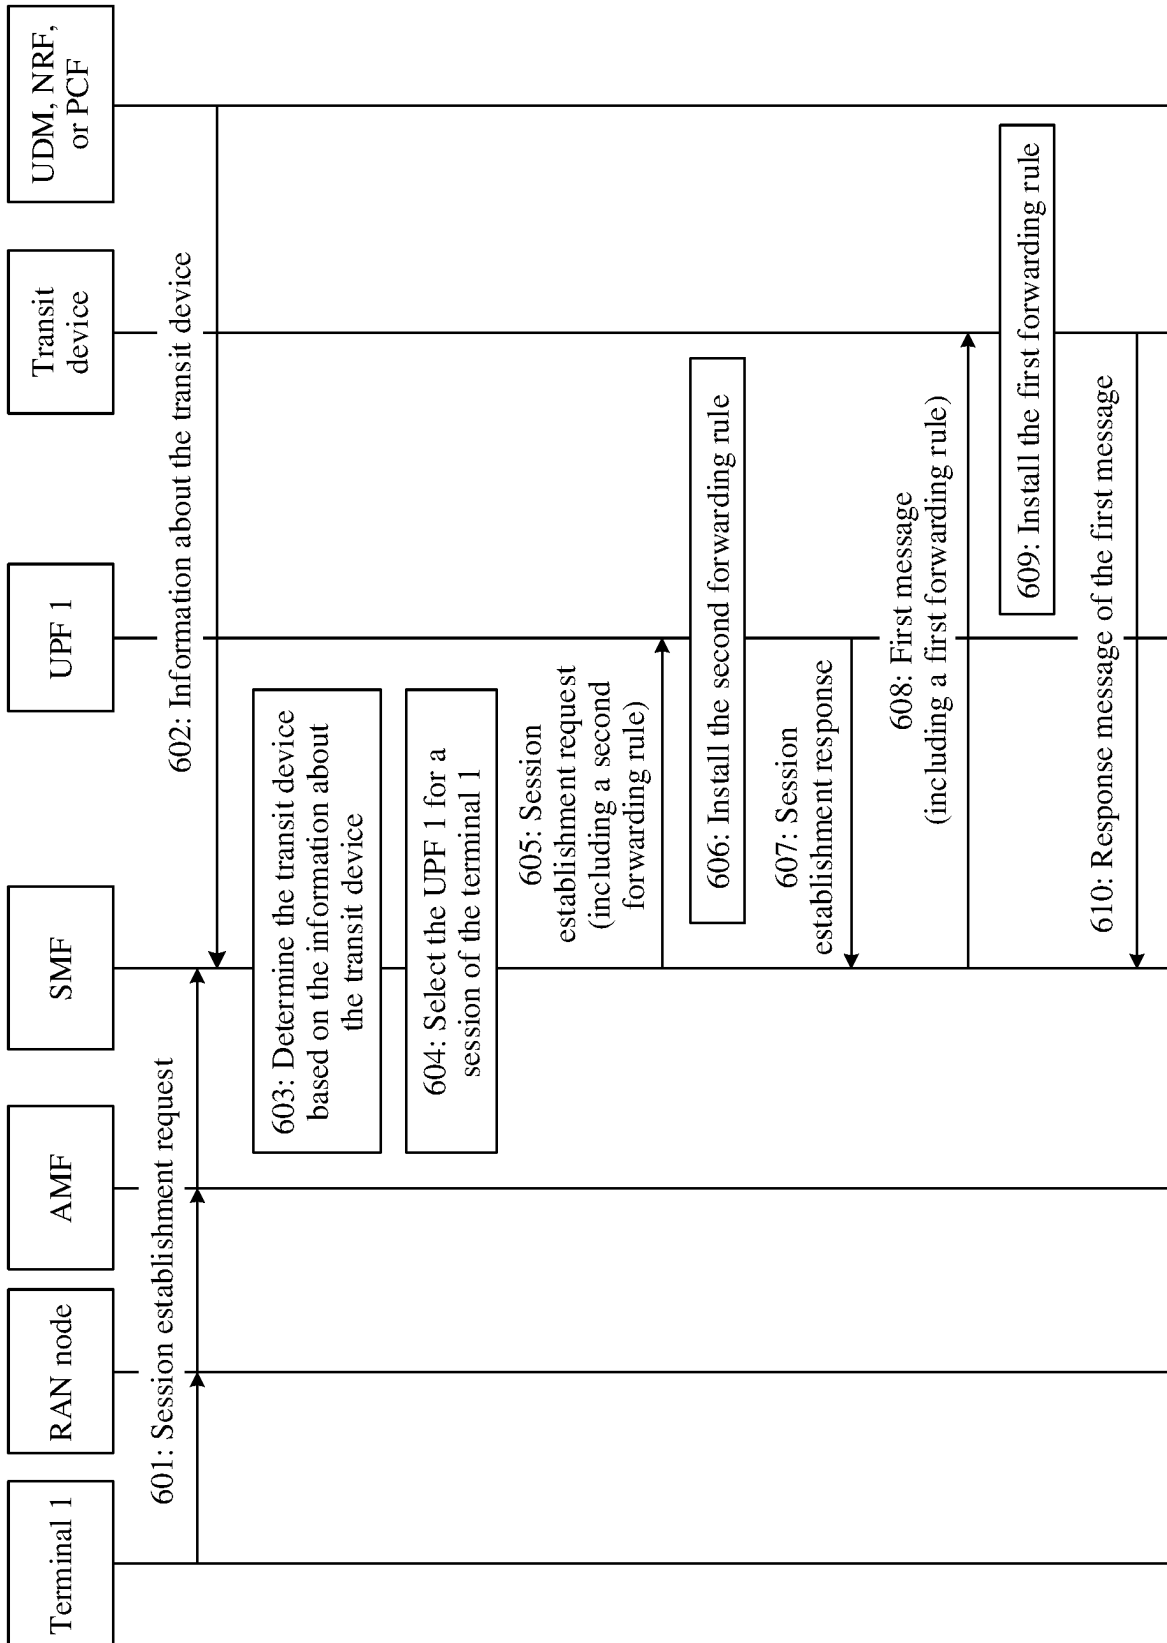 Terminal 1
RAN node
AMF
SMF
UPF 1
Transit
device
UDM, NRF,
or PCF
601: Session establishment request
602: Information about the transit device
603: Determine the transit device
based on the information about
the transit device
604: Select the UPF 1 for a
session of the terminal 1
605: Session
establishment request
(including a second
forwarding rule)
606: Install the second forwarding rule
607: Session
establishment response
608: First message
(including a first forwarding rule)
609: Install the first forwarding rule
610: Response message of the first message